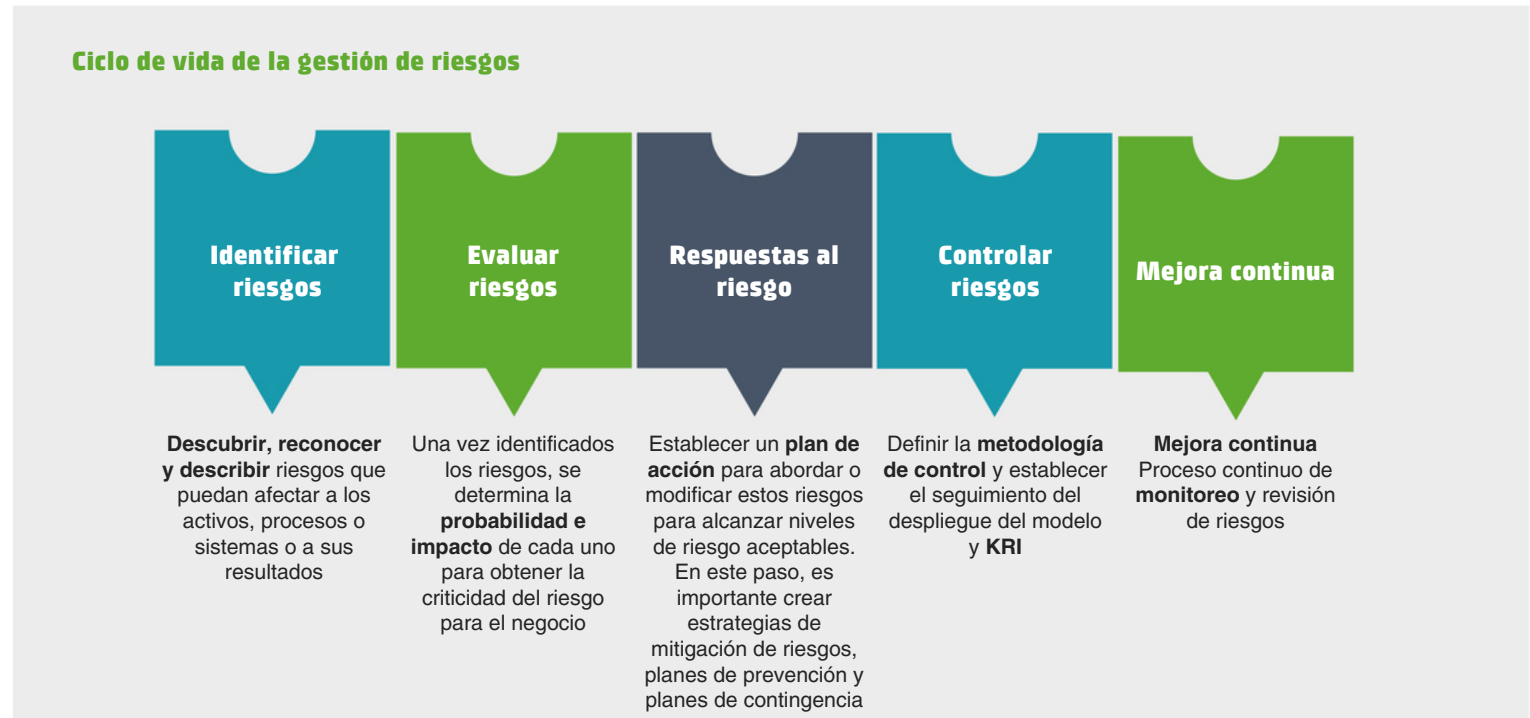 Ciclo de vida de la gestión de riesgos
Identificar
riesgos
Descubrir, reconocer
y describir riesgos que
puedan afectar a los
activos, procesos o
sistemas o a sus
resultados
Evaluar
riesgos
Una vez identificados
los riesgos, se
determina la
probabilidad e
impacto de cada uno
para obtener la
criticidad del riesgo
para el negocio
Respuestas al
riesgo
Establecer un plan de
acción para abordar o
modificar estos riesgos
para alcanzar niveles
de riesgo aceptables.
En este paso, es
importante crear
estrategias de
mitigación de riesgos,
planes de prevención y
planes de contingencia
Controlar
riesgos
Definir la metodología
de control y establecer
el seguimiento del
despliegue del modelo
y KRI
Mejora continua
Mejora continua
Proceso continuo de
monitoreo y revisión
de riesgos